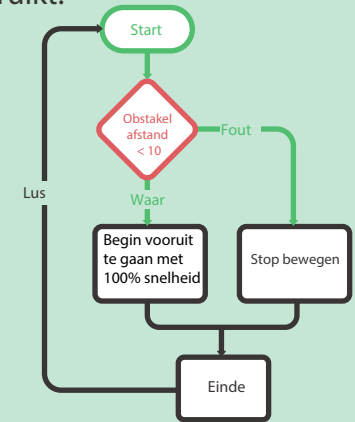 Start
Obstakel
afstand
< 10
Fout
Waar
Lus
Begin vooruit
te gaan met
100% snelheid
Stop bewegen
Einde